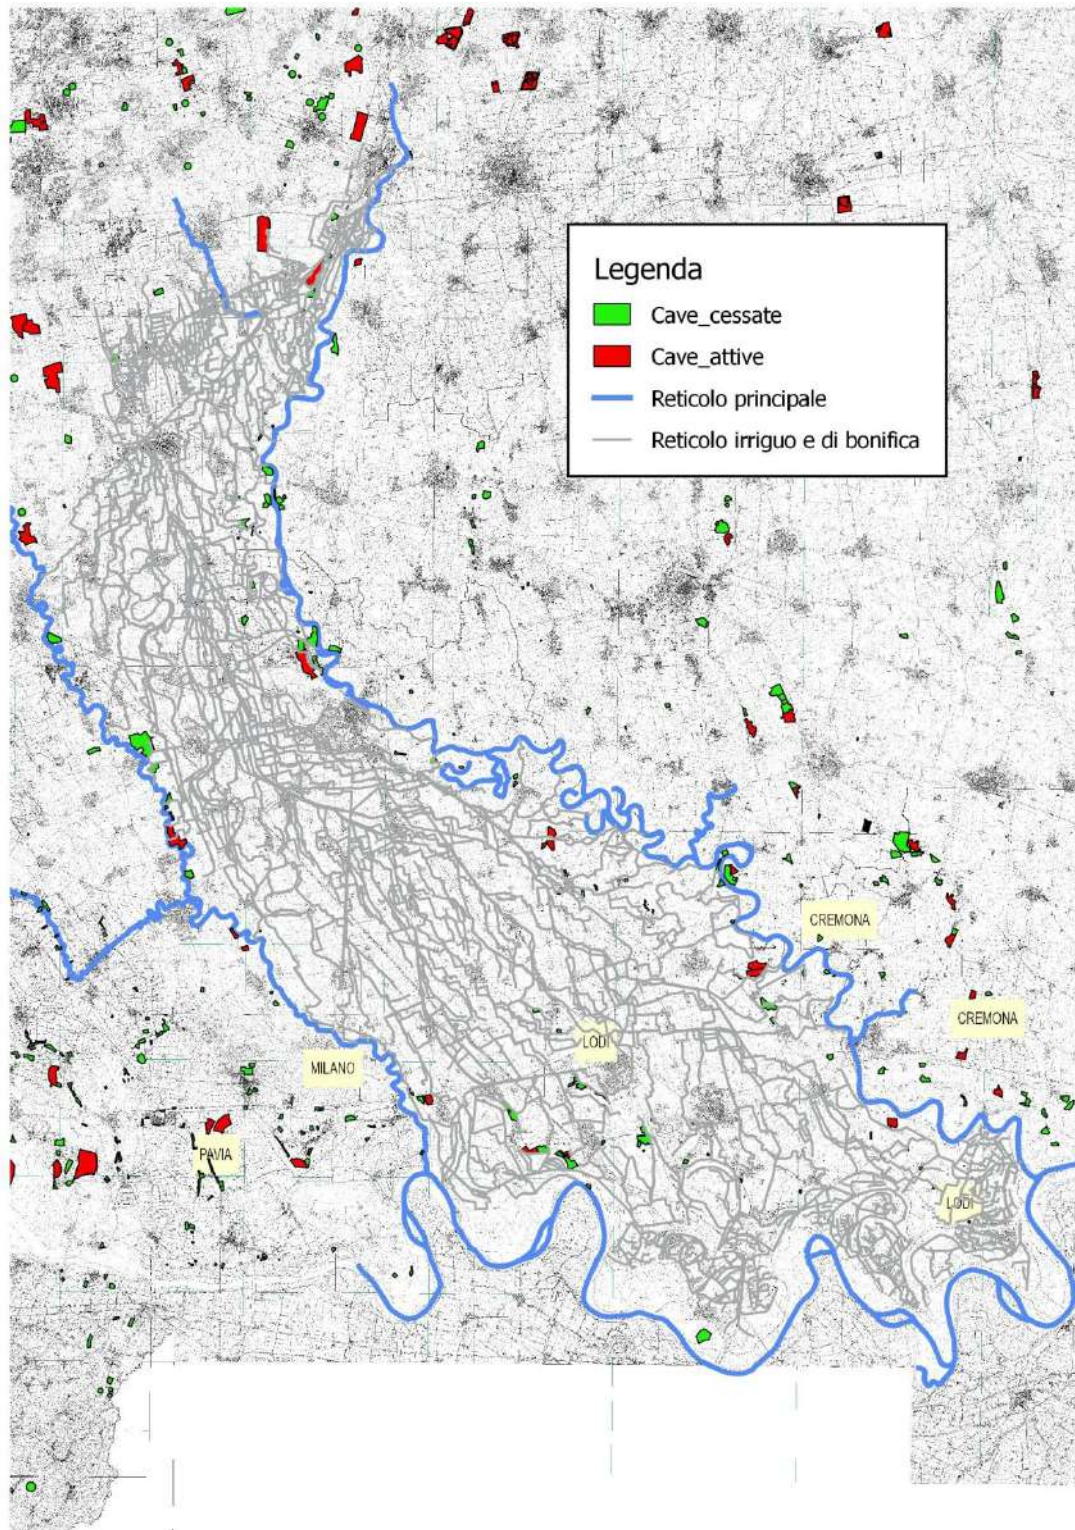 Legenda
Cave_cessate
Cave_attive
Reticolo principale
Reticolo irriguo e di bonifica
CREMONA
CREMONA
LODI
MILANO
PAVIA
LODI